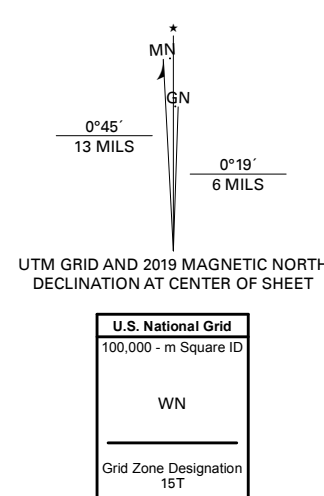 ★
MN
GN
0°45´
13 MILS
0°19´
6 MILS
UTM GRID AND 2019 MAGNETIC NORTH
DECLINATION AT CENTER OF SHEET
U.S. National Grid
100,000 - m Square ID
WN
Grid Zone Designation
15T